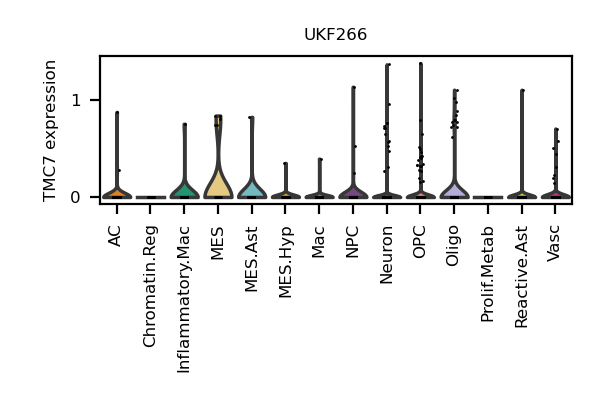 UKF266
TMC7 expression
1
0
AC
Chromatin.Reg
Inflammatory.Mac
MES
MES.Ast
MES.Hyp
Mac
NPC
Neuron
OPC
Oligo
Prolif.Metab
Reactive.Ast
Vasc